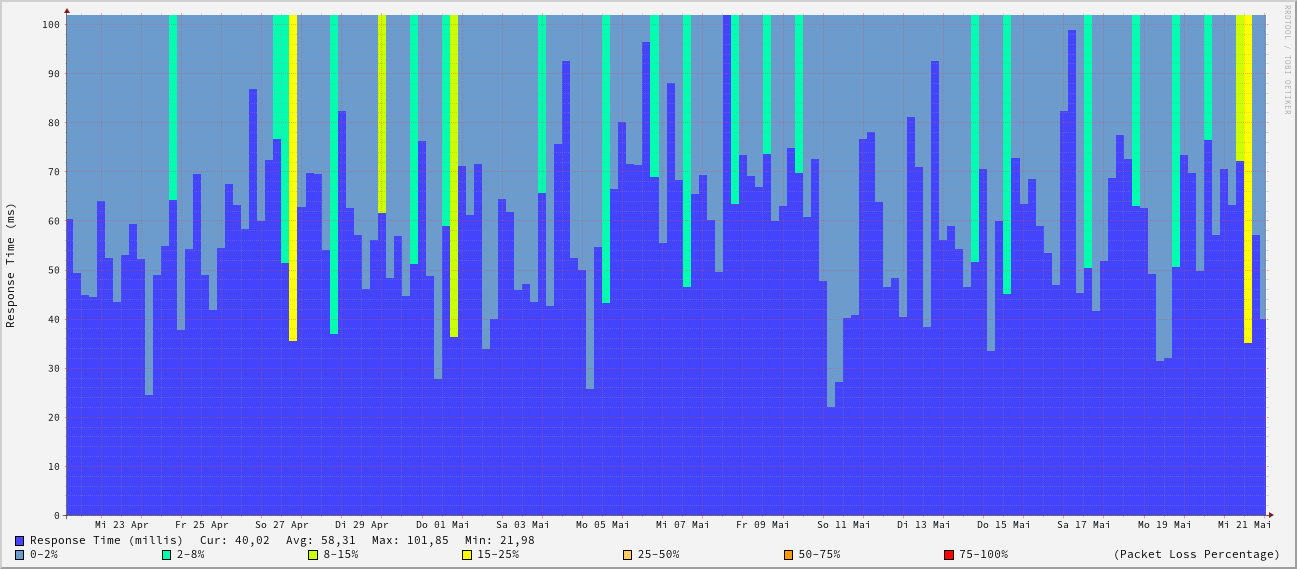 RRDTOOL / TOBI OETIKER
Response Time (ms)
100
90
80
70
60
50
40
30
20
10
0
Mi 23 Apr Fr 25 Apr So 27 Apr Di 29 Apr Do 01 Mai Sa 03 Mai Mo 05 Mai Mi 07 Mai Fr 09 Mai So 11 Mai Di 13 Mai Do 15 Mai Sa 17 Mai Mo 19 Mai Mi 21 Mai
Response Time (millis) Cur: 40,02 Avg: 58,31 Max: 101,85 Min: 21,98
0-2% 2-8% 8-15% 15-25% 25-50% 50-75% 75-100% (Packet Loss Percentage)